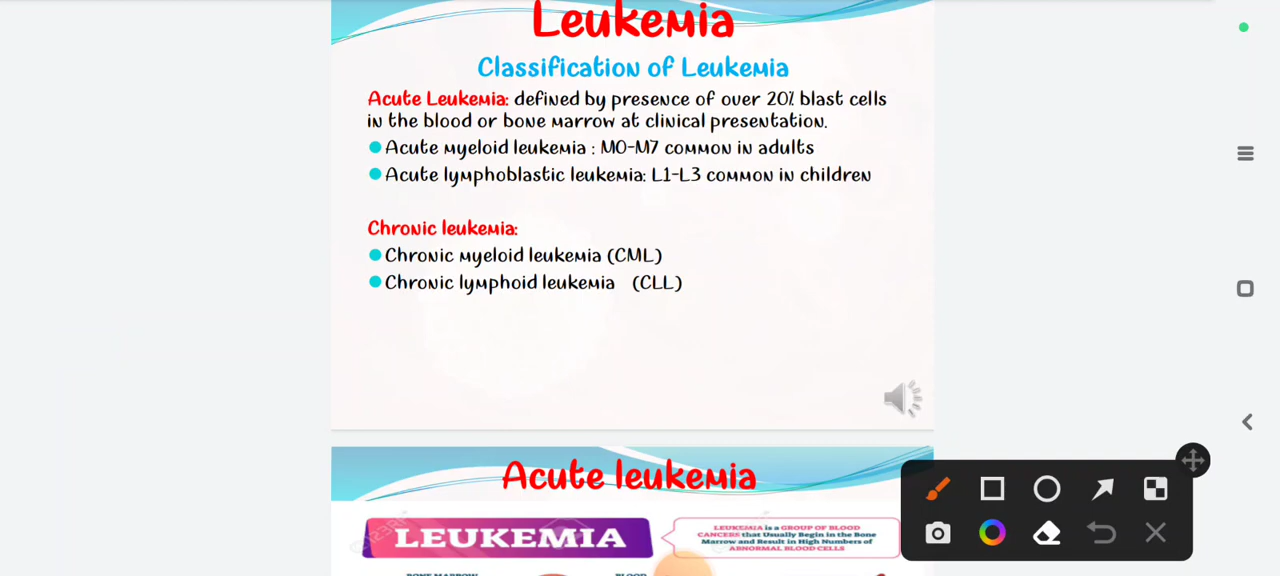 Leukemia
Classification of Leukemia
Acute Leukemia: defined by presence of over 20% blast cells
in the blood or bone marrow at clinical presentation.
Acute myeloid leukemia : M0-M7 common in adults
Acute lymphoblastic leukemia: L1-L3 common in children
Chronic leukemia:
Chronic myeloid leukemia (CML)
Chronic lymphoid leukemia (CLL)
Acute leukemia
LEUKEMIA
LEUKEMIA is a GROUP OF BLOOD
CANCERS that Usually Begin in the Bone
Marrow and Result in High Numbers of
ABNORMAL BLOOD CELLS
BONE MARROW
BLOOD